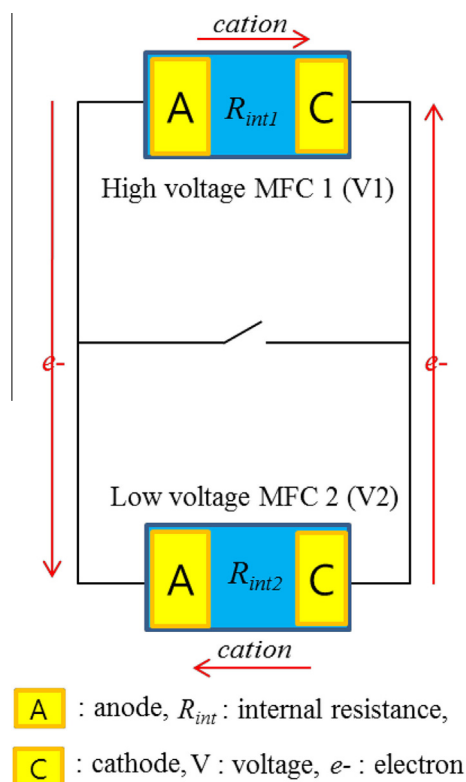 cation
A R_int1 C
High voltage MFC 1 (V1)
e- e-
Low voltage MFC 2 (V2)
A R_int2 C
cation
A : anode, R_int : internal resistance,
C : cathode, V : voltage, e- : electron